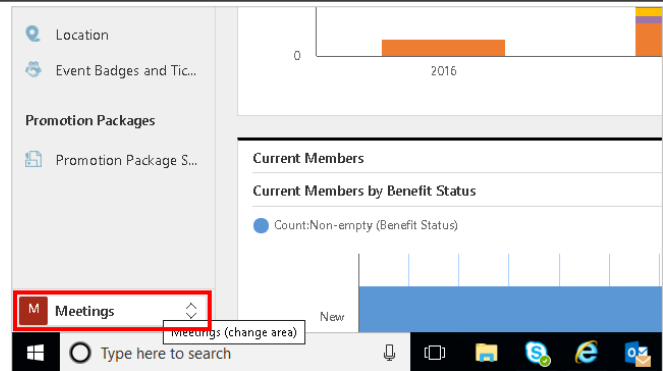 Location
Event Badges and Tic...
Promotion Packages
Promotion Package S...
M Meetings
Meetings (change area)
0
2016
Current Members
Current Members by Benefit Status
Count:Non-empty (Benefit Status)
New
Type here to search